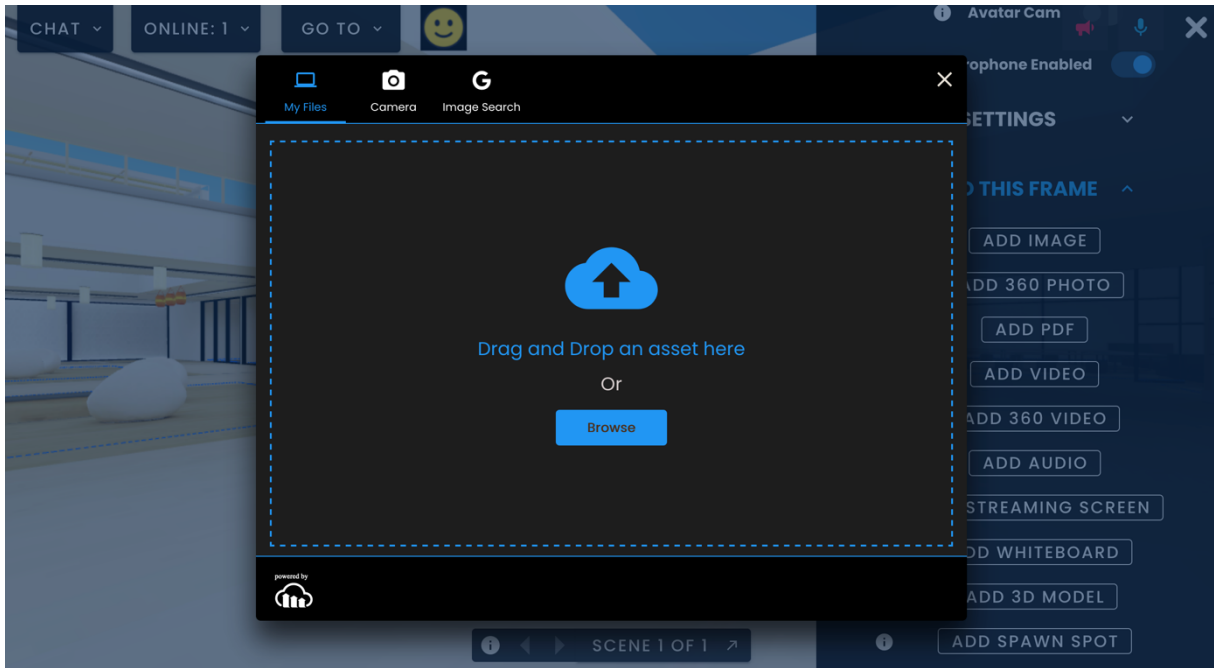 CHAT
ONLINE: 1
GO TO
Avatar Cam
rophone Enabled
My Files
Camera
Image Search
SETTINGS
THIS FRAME
ADD IMAGE
ADD 360 PHOTO
ADD PDF
Drag and Drop an asset here
ADD VIDEO
Or
ADD 360 VIDEO
Browse
ADD AUDIO
STREAMING SCREEN
DD WHITEBOARD
powered by
ADD 3D MODEL
SCENE 1 OF 1
ADD SPAWN SPOT